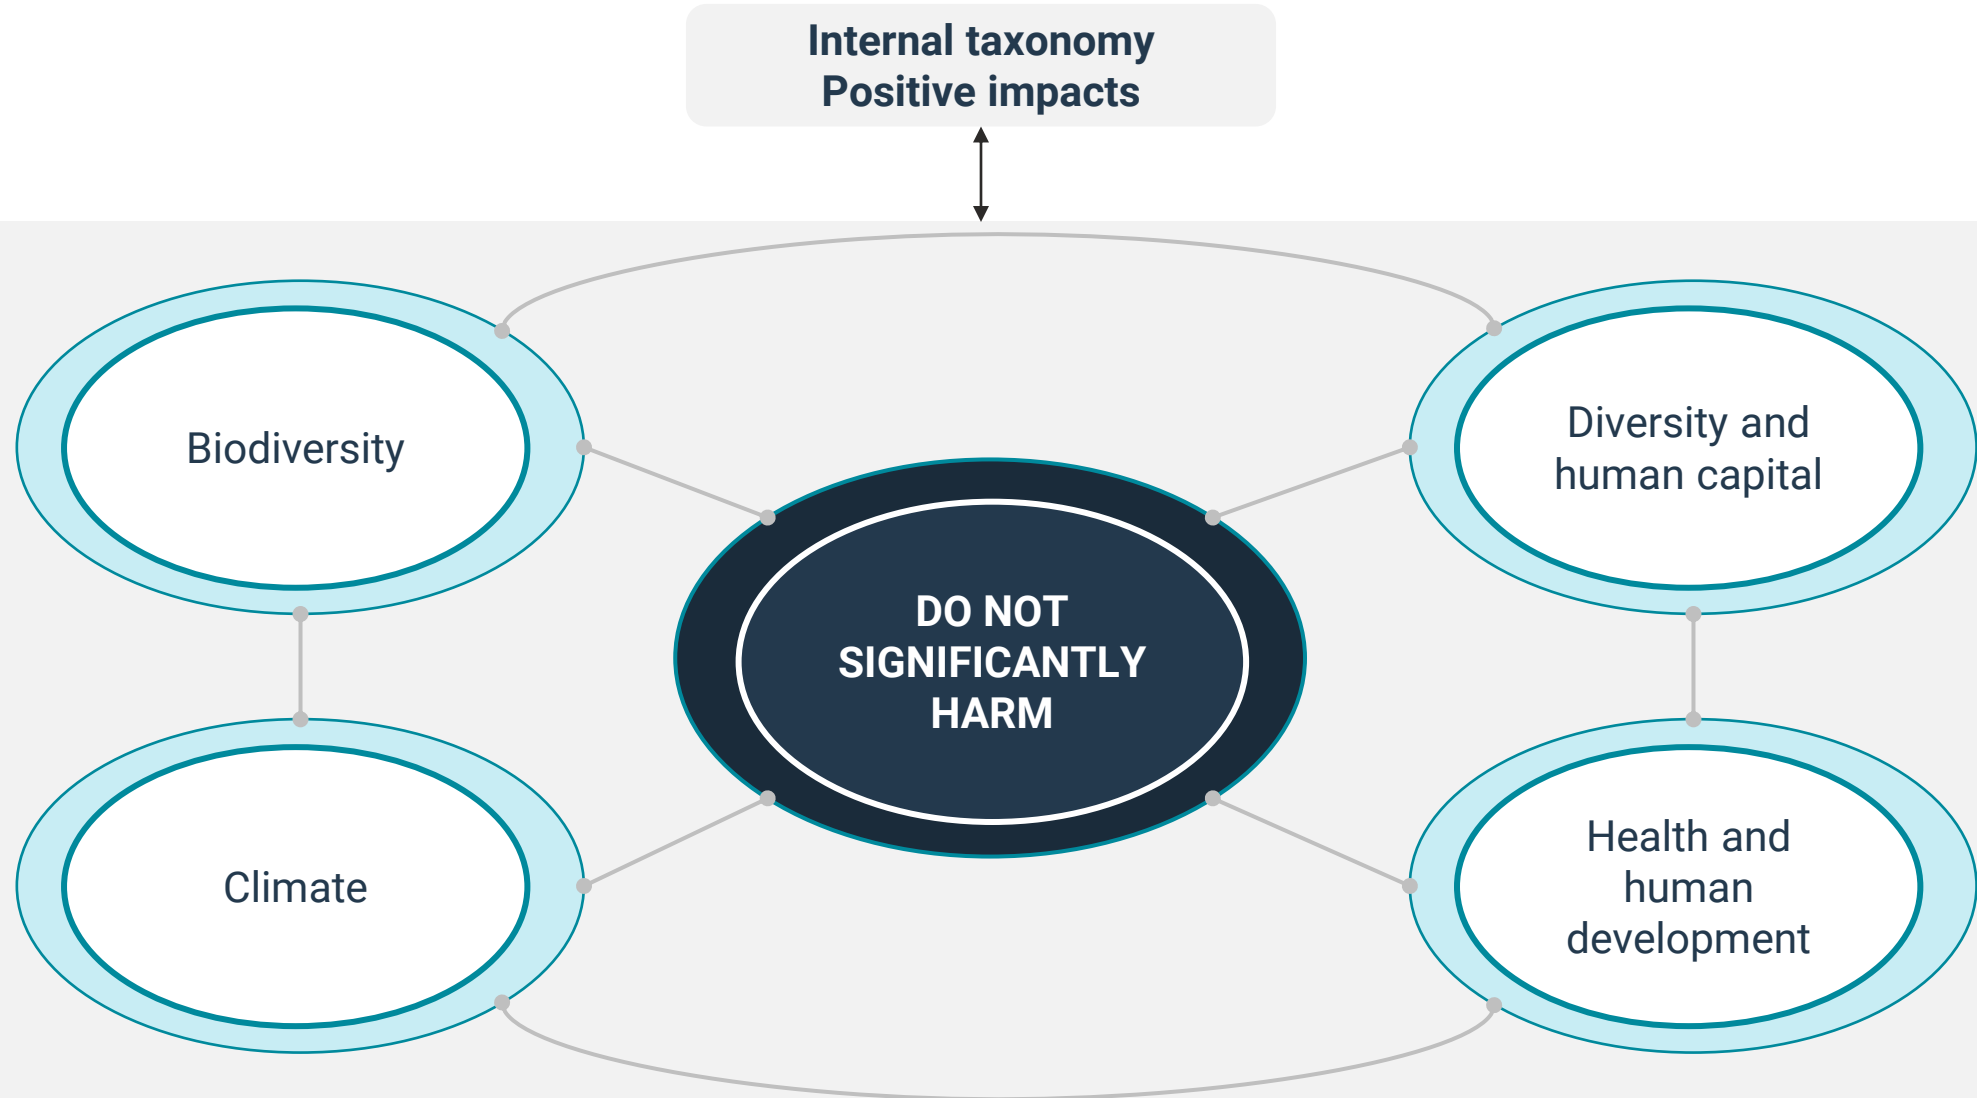 Internal taxonomy
Positive impacts
Biodiversity
Diversity and
human capital
DO NOT
SIGNIFICANTLY
HARM
Climate
Health and
human
development